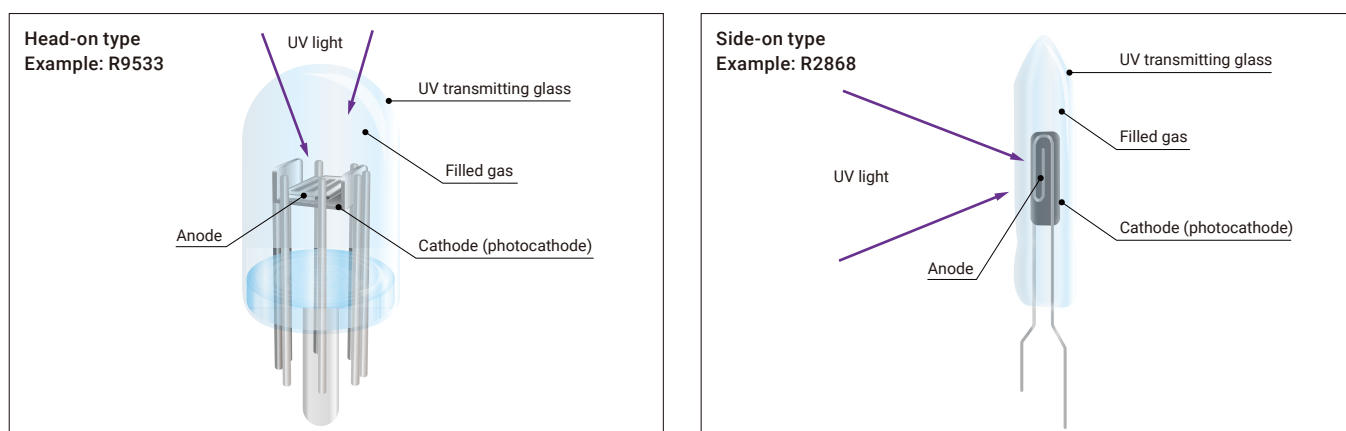 Head-on type
Example: R9533
UV light
UV transmitting glass
Filled gas
Anode
Cathode (photocathode)
Side-on type
Example: R2868
UV transmitting glass
Filled gas
UV light
Cathode (photocathode)
Anode